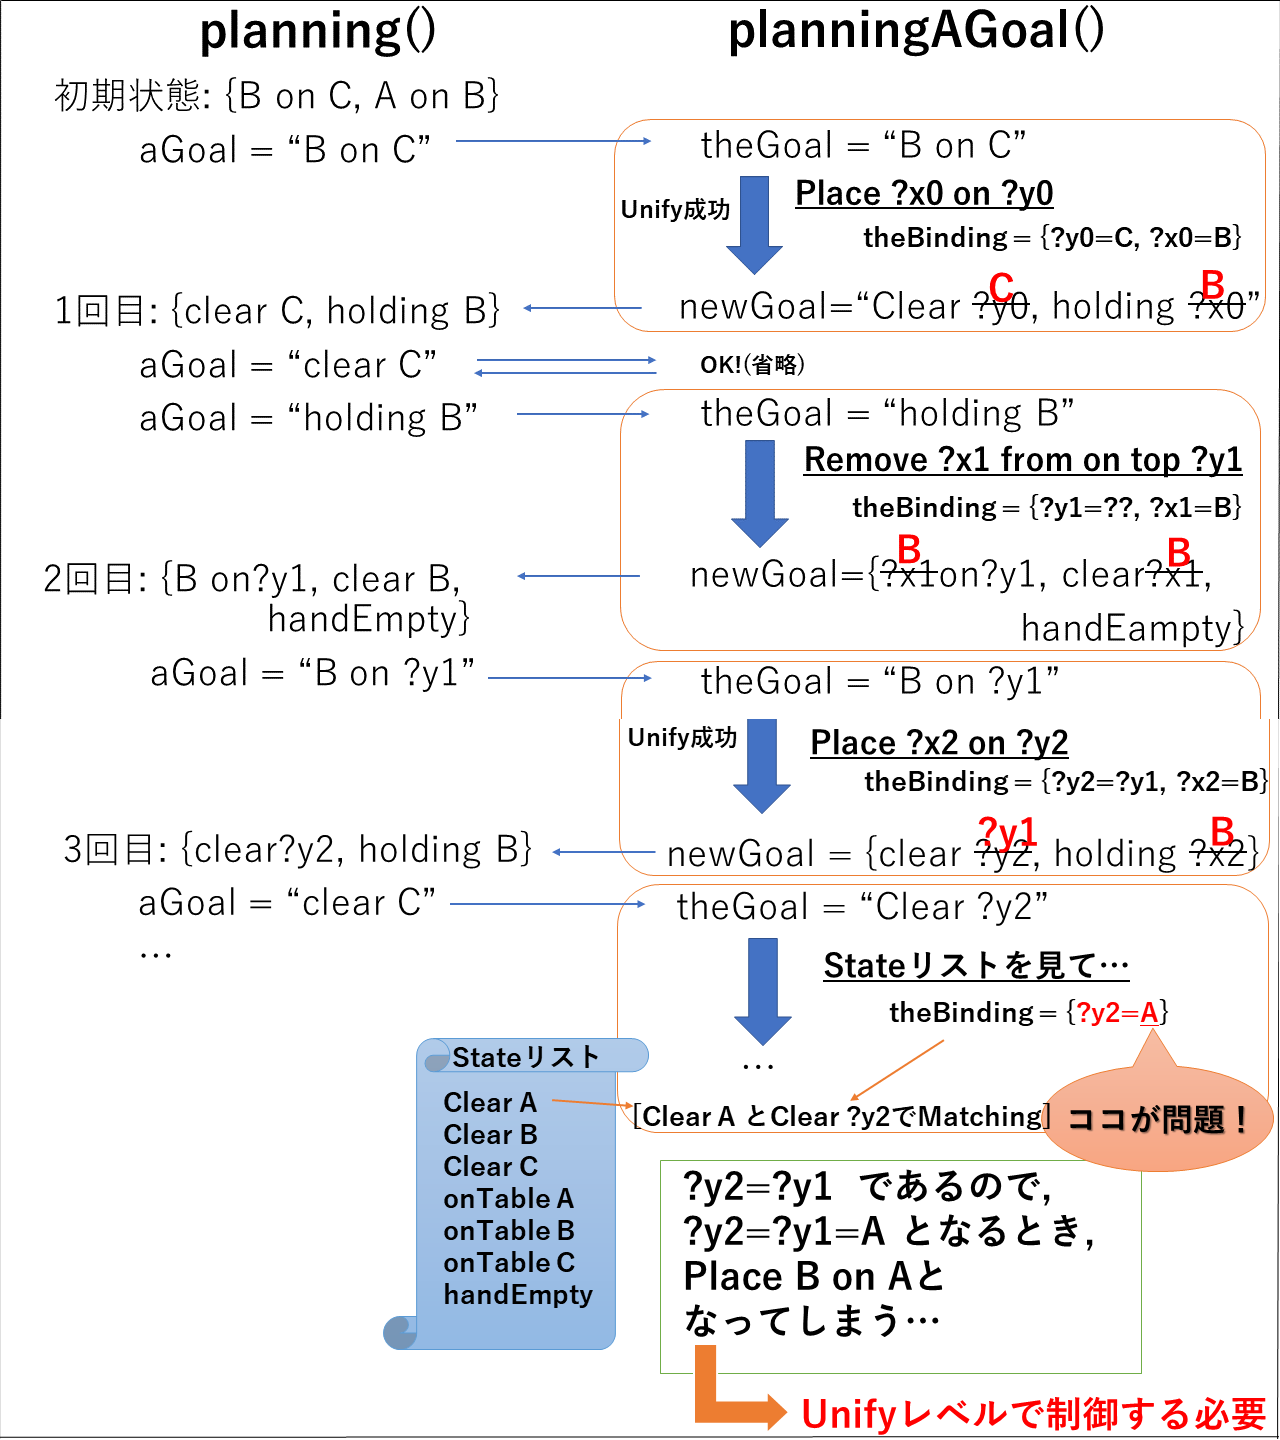 planning()
planningAGoal()
初期状態: {B on C, A on B}
aGoal = “B on C”
theGoal = “B on C”
Unify成功
Place ?x0 on ?y0
theBinding = {?y0=C, ?x0=B}
C
B
1回目: {clear C, holding B}
newGoal=“Clear ?y0, holding ?x0”
aGoal = “clear C”
OK!(省略)
aGoal = “holding B”
theGoal = “holding B”
Remove ?x1 from on top ?y1
theBinding = {?y1=??, ?x1=B}
B
B
2回目: {B on?y1, clear B,
handEmpty}
newGoal={?x1on?y1, clear?x1,
handEampty}
aGoal = “B on ?y1”
theGoal = “B on ?y1”
Unify成功
Place ?x2 on ?y2
theBinding = {?y2=?y1, ?x2=B}
?y1
B
3回目: {clear?y2, holding B}
newGoal = {clear ?y2, holding ?x2}
aGoal = “clear C”
theGoal = “Clear ?y2”
…
Stateリストを見て…
theBinding = {?y2=A}
…
[Clear A とClear ?y2でMatching]
ココが問題！
Stateリスト
Clear A
Clear B
Clear C
onTable A
onTable B
onTable C
handEmpty
?y2=?y1 であるので,
?y2=?y1=A となるとき,
Place B on Aと
なってしまう…
Unifyレベルで制御する必要